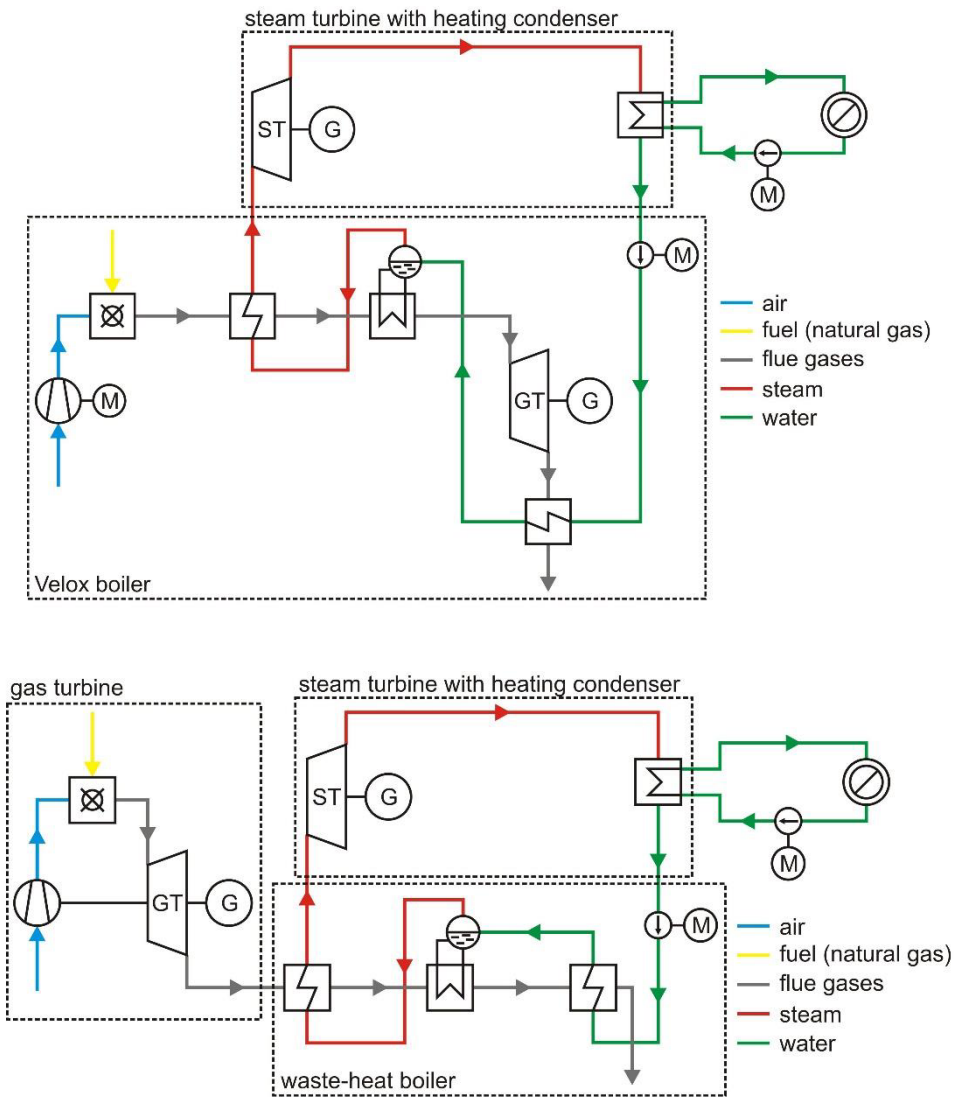 steam turbine with heating condenser
ST
G
M
M
air
fuel (natural gas)
flue gases
steam
water
M
GT
G
Velox boiler
gas turbine
steam turbine with heating condenser
ST
G
M
GT
G
M
air
fuel (natural gas)
flue gases
steam
water
waste-heat boiler